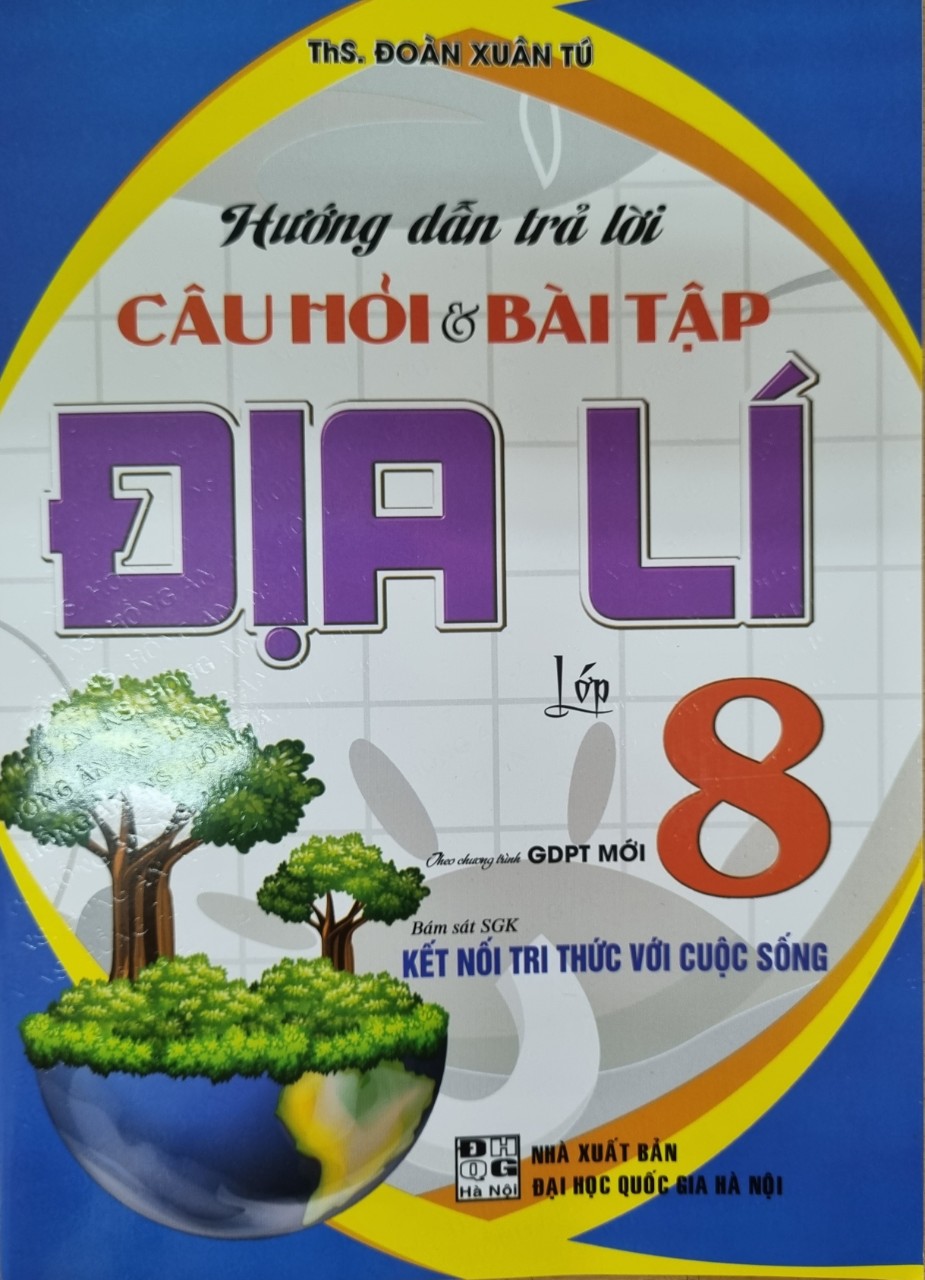 ThS. ĐOÀN XUÂN TÚ
Hướng dẫn trả lời
CÂU HỎI & BÀI TẬP
ĐỊA LÍ
Lớp 8
Theo chương trình GDPT MỚI
Bám sát SGK
KẾT NỐI TRI THỨC VỚI CUỘC SỐNG
ĐH
QG
Hà Nội
NHÀ XUẤT BẢN
ĐẠI HỌC QUỐC GIA HÀ NỘI